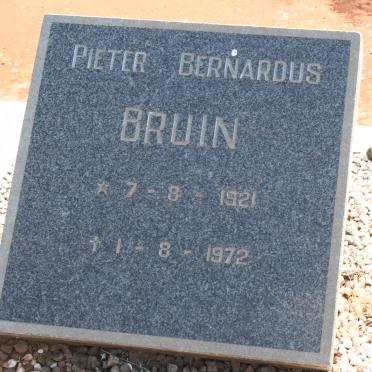 PIETER BERNARDUS
BRUIN
* 7 - 8 - 1921
† 1 - 8 - 1972